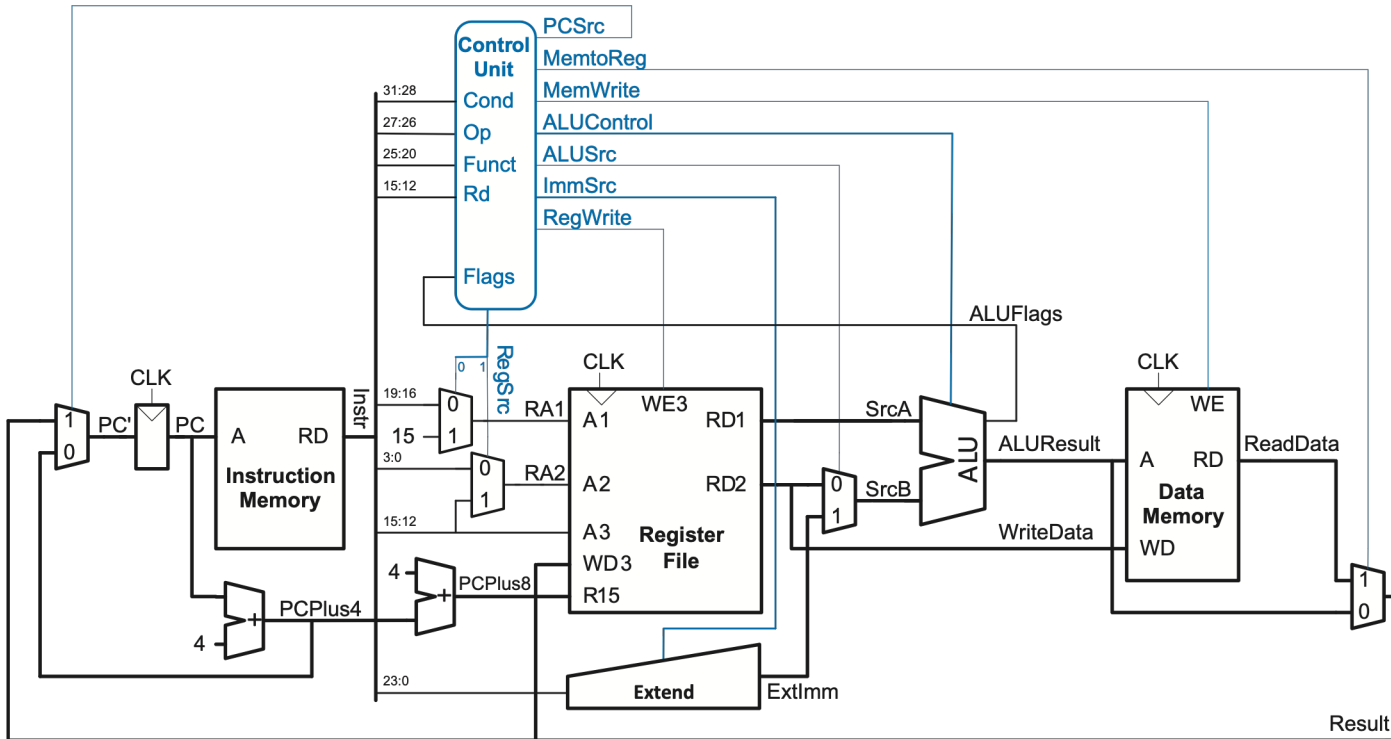 PCSrc
Control
Unit
MemtoReg
MemWrite
31:28
Cond
ALUControl
27:26
Op
ALUSrc
25:20
Funct
ImmSrc
15:12
Rd
RegWrite
Flags
ALUFlags
RegSrc
0 1
CLK
CLK
CLK
Instr
19:16
0
1
15
RA1
A1
WE3
RD1
SrcA
ALU
WE
1
0
PC'
PC
A
RD
Instruction
Memory
3:0
0
1
RA2
A2
RD2
0
1
SrcB
ALUResult
A
RD
ReadData
Data
Memory
15:12
A3
Register
File
WriteData
WD
WD3
4
+
PCPlus8
R15
1
0
PCPlus4
+
4
23:0
Extend
ExtImm
Result